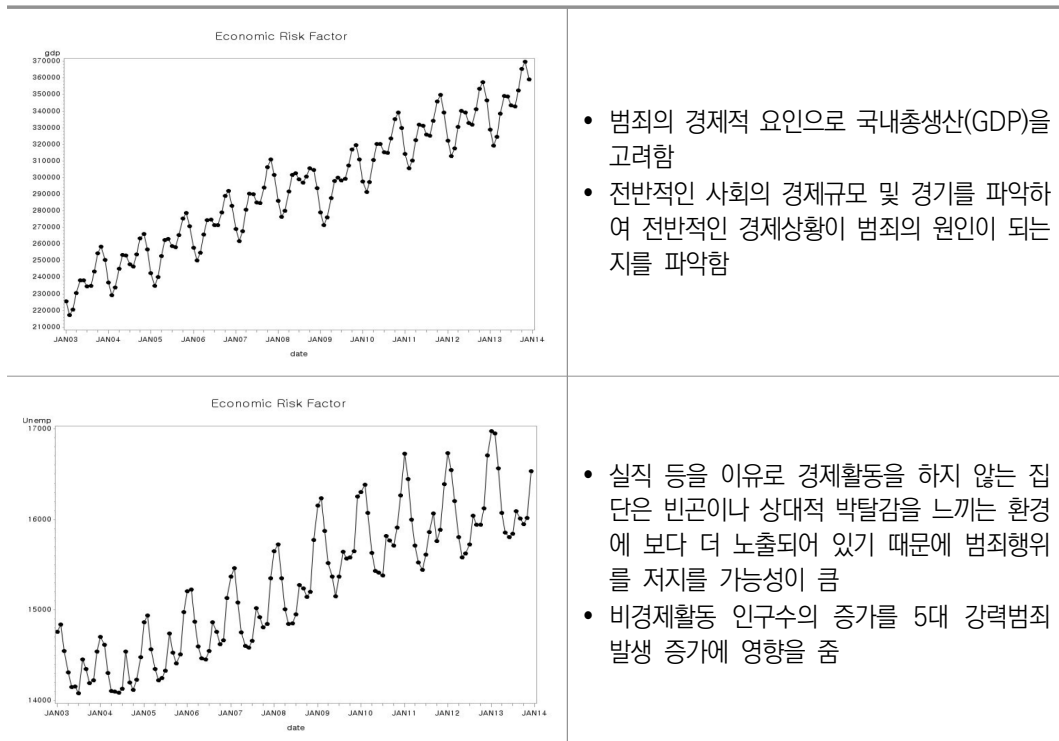 Economic Risk Factor
gdp
370000
360000
350000
340000
330000
320000
310000
300000
290000
280000
270000
260000
250000
240000
230000
220000
210000
JAN03 JAN04 JAN05 JAN06 JAN07 JAN08 JAN09 JAN10 JAN11 JAN12 JAN13 JAN14
date
• 범죄의 경제적 요인으로 국내총생산(GDP)을
고려함
• 전반적인 사회의 경제규모 및 경기를 파악하
여 전반적인 경제상황이 범죄의 원인이 되는
지를 파악함
Economic Risk Factor
Unemp
17000
16000
15000
14000
JAN03 JAN04 JAN05 JAN06 JAN07 JAN08 JAN09 JAN10 JAN11 JAN12 JAN13 JAN14
date
• 실직 등을 이유로 경제활동을 하지 않는 집
단은 빈곤이나 상대적 박탈감을 느끼는 환경
에 보다 더 노출되어 있기 때문에 범죄행위
를 저지를 가능성이 큼
• 비경제활동 인구수의 증가를 5대 강력범죄
발생 증가에 영향을 줌